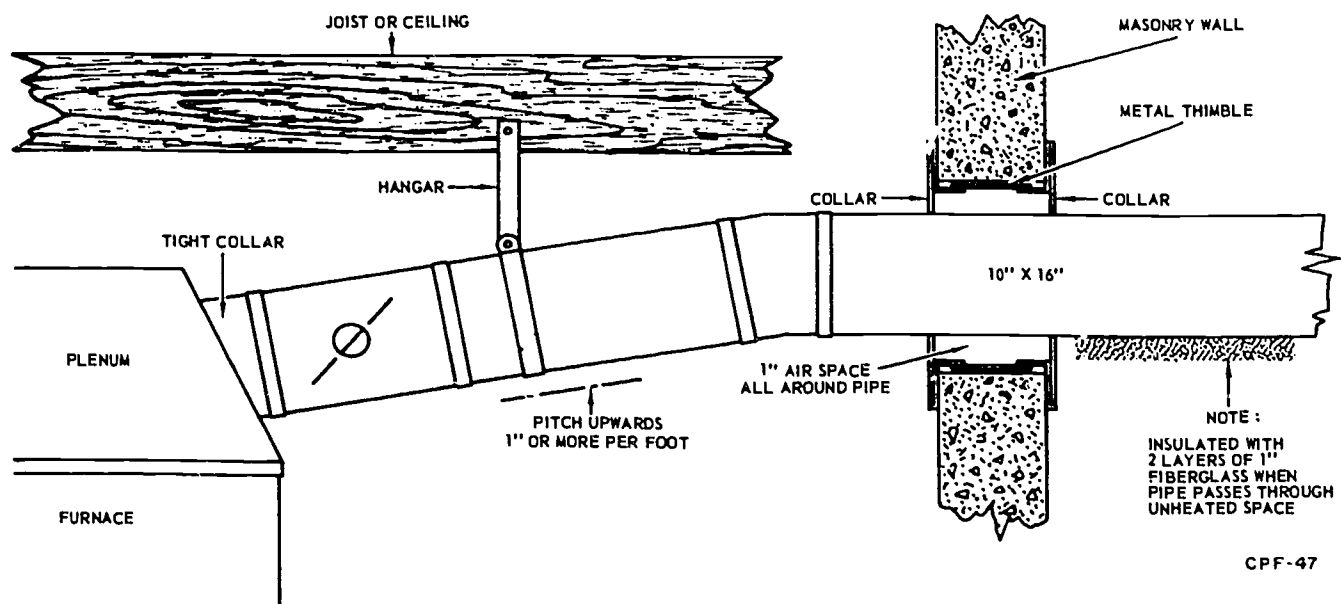 JOIST OR CEILING
MASONRY WALL
METAL THIMBLE
HANGAR
COLLAR
COLLAR
TIGHT COLLAR
10" X 16"
PLENUM
1" AIR SPACE
ALL AROUND PIPE
PITCH UPWARDS
1" OR MORE PER FOOT
NOTE :
INSULATED WITH
2 LAYERS OF 1"
FIBERGLASS WHEN
PIPE PASSES THROUGH
UNHEATED SPACE
FURNACE
CPF-47